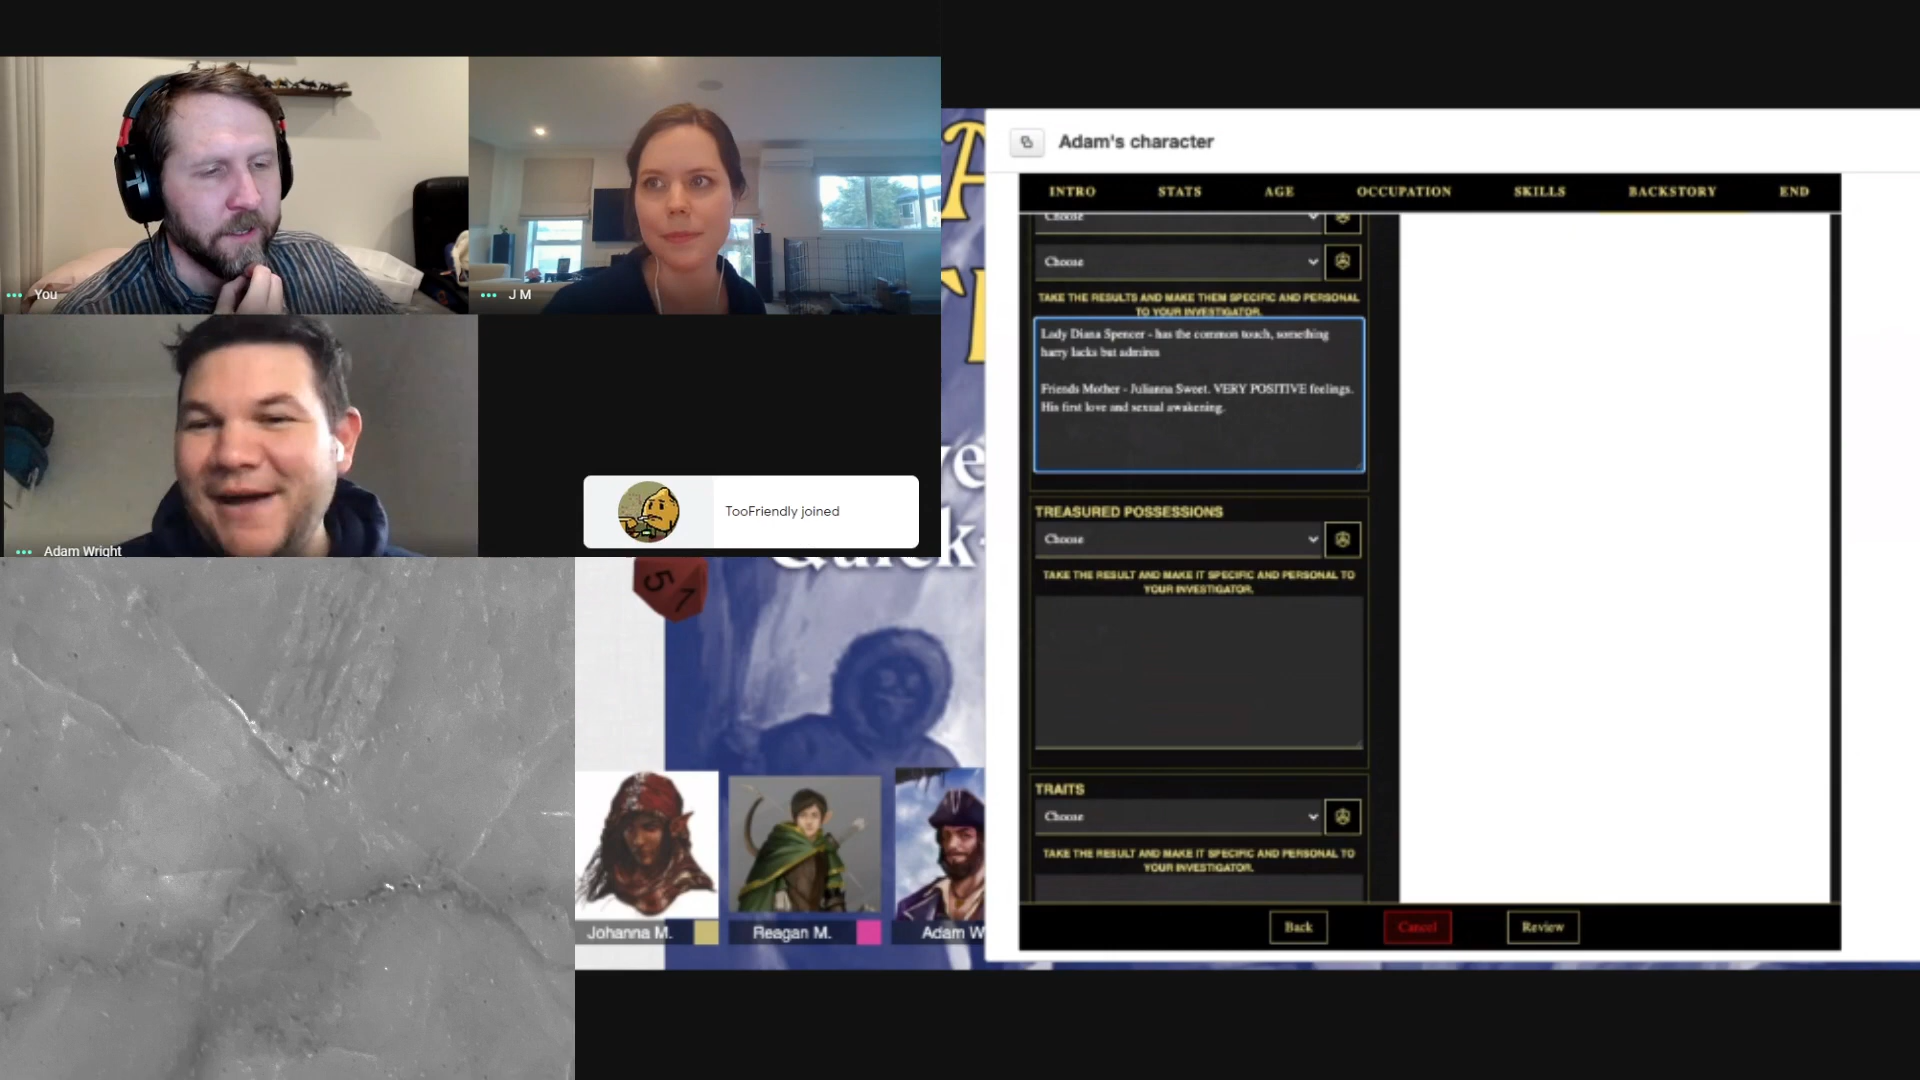 You
J M
Adam Wright
TooFriendly joined
Quick-
5
Johanna M.
Reagan M.
Adam W
Adam's character
INTRO
STATS
AGE
OCCUPATION
SKILLS
BACKSTORY
END
Choose
Choose
TAKE THE RESULTS AND MAKE THEM SPECIFIC AND PERSONAL
TO YOUR INVESTIGATOR.
Lady Diana Spencer - has the common touch, something
harry lacks but admires
Friends Mother - Julianna Sweet. VERY POSITIVE feelings.
His first love and sexual awakening.
TREASURED POSSESSIONS
Choose
TAKE THE RESULT AND MAKE IT SPECIFIC AND PERSONAL TO
YOUR INVESTIGATOR.
TRAITS
Choose
TAKE THE RESULT AND MAKE IT SPECIFIC AND PERSONAL TO
YOUR INVESTIGATOR.
Back
Cancel
Review